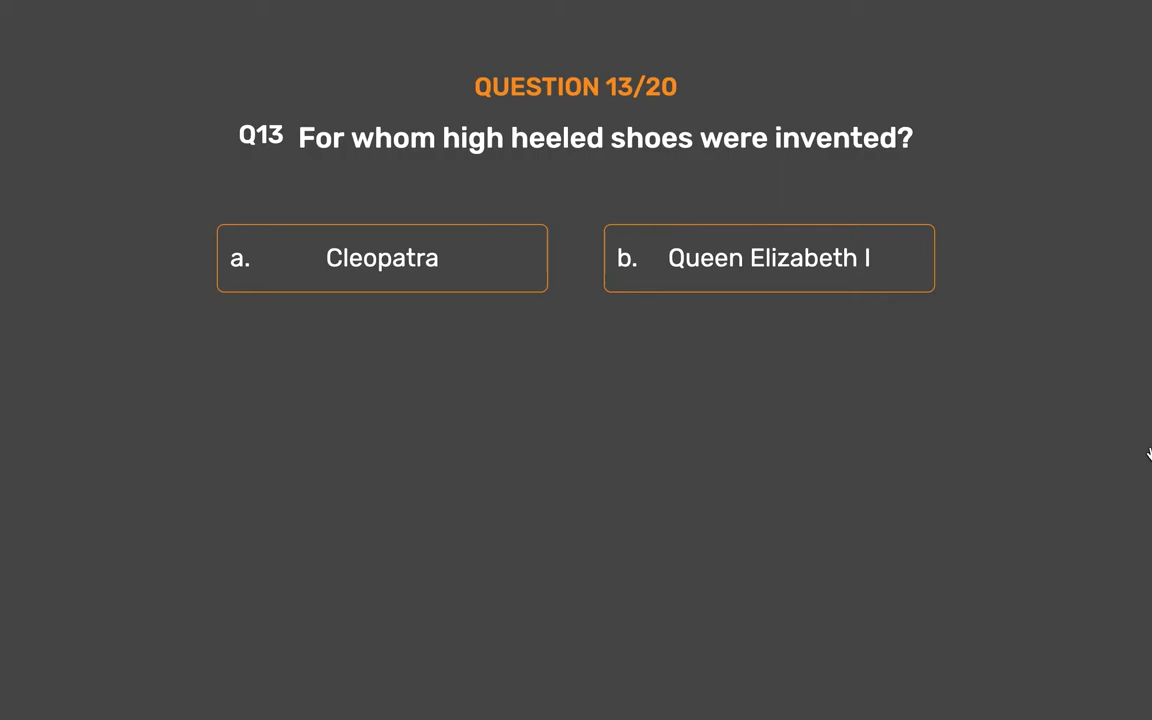 QUESTION 13/20
Q13 For whom high heeled shoes were invented?
a. Cleopatra
b. Queen Elizabeth I